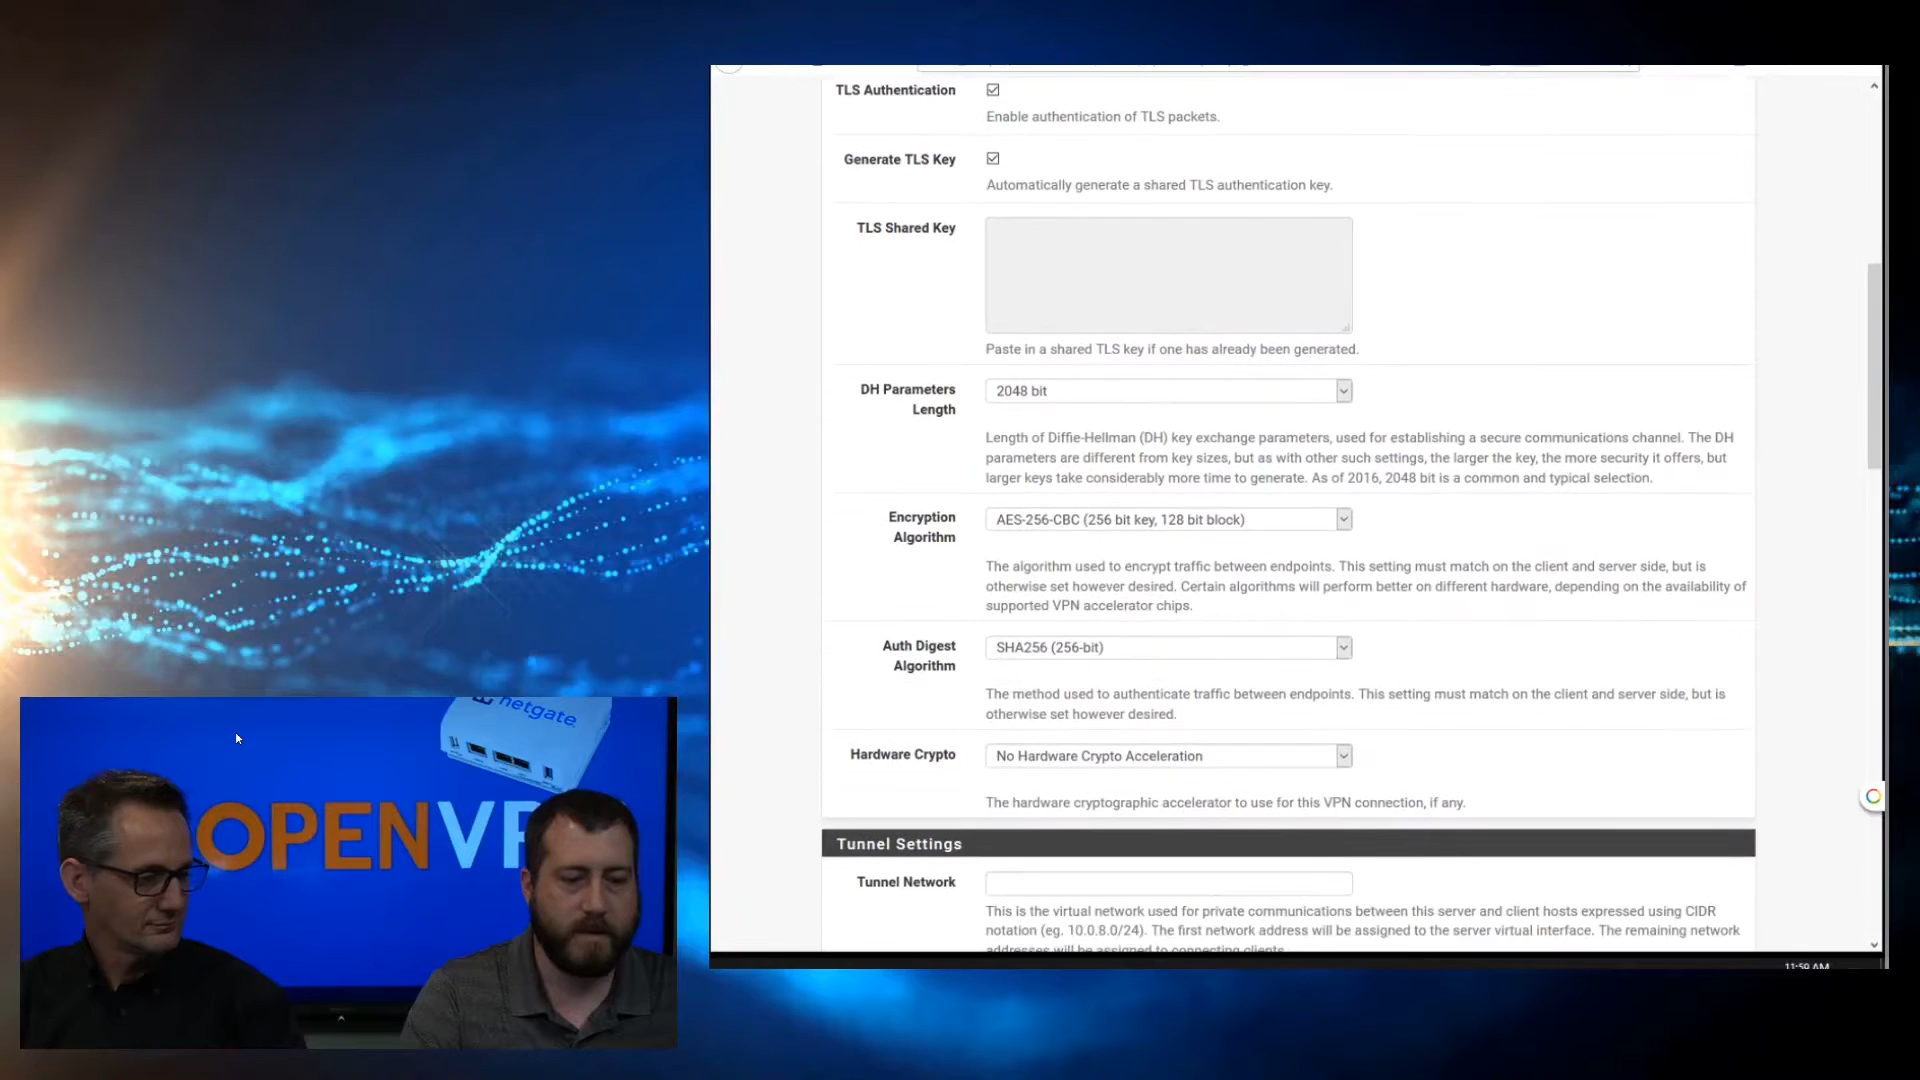 TLS Authentication
Enable authentication of TLS packets.
Generate TLS Key
Automatically generate a shared TLS authentication key.
TLS Shared Key
Paste in a shared TLS key if one has already been generated.
DH Parameters
Length
2048 bit
Length of Diffie-Hellman (DH) key exchange parameters, used for establishing a secure communications channel. The DH
parameters are different from key sizes, but as with other such settings, the larger the key, the more security it offers, but
larger keys take considerably more time to generate. As of 2016, 2048 bit is a common and typical selection.
Encryption
Algorithm
AES-256-CBC (256 bit key, 128 bit block)
The algorithm used to encrypt traffic between endpoints. This setting must match on the client and server side, but is
otherwise set however desired. Certain algorithms will perform better on different hardware, depending on the availability of
supported VPN accelerator chips.
Auth Digest
Algorithm
SHA256 (256-bit)
The method used to authenticate traffic between endpoints. This setting must match on the client and server side, but is
otherwise set however desired.
Hardware Crypto
No Hardware Crypto Acceleration
The hardware cryptographic accelerator to use for this VPN connection, if any.
Tunnel Settings
Tunnel Network
This is the virtual network used for private communications between this server and client hosts expressed using CIDR
notation (eg. 10.0.8.0/24). The first network address will be assigned to the server virtual interface. The remaining network
addresses will be assigned to connecting clients.
11:59 AM
netgate
OPENVP